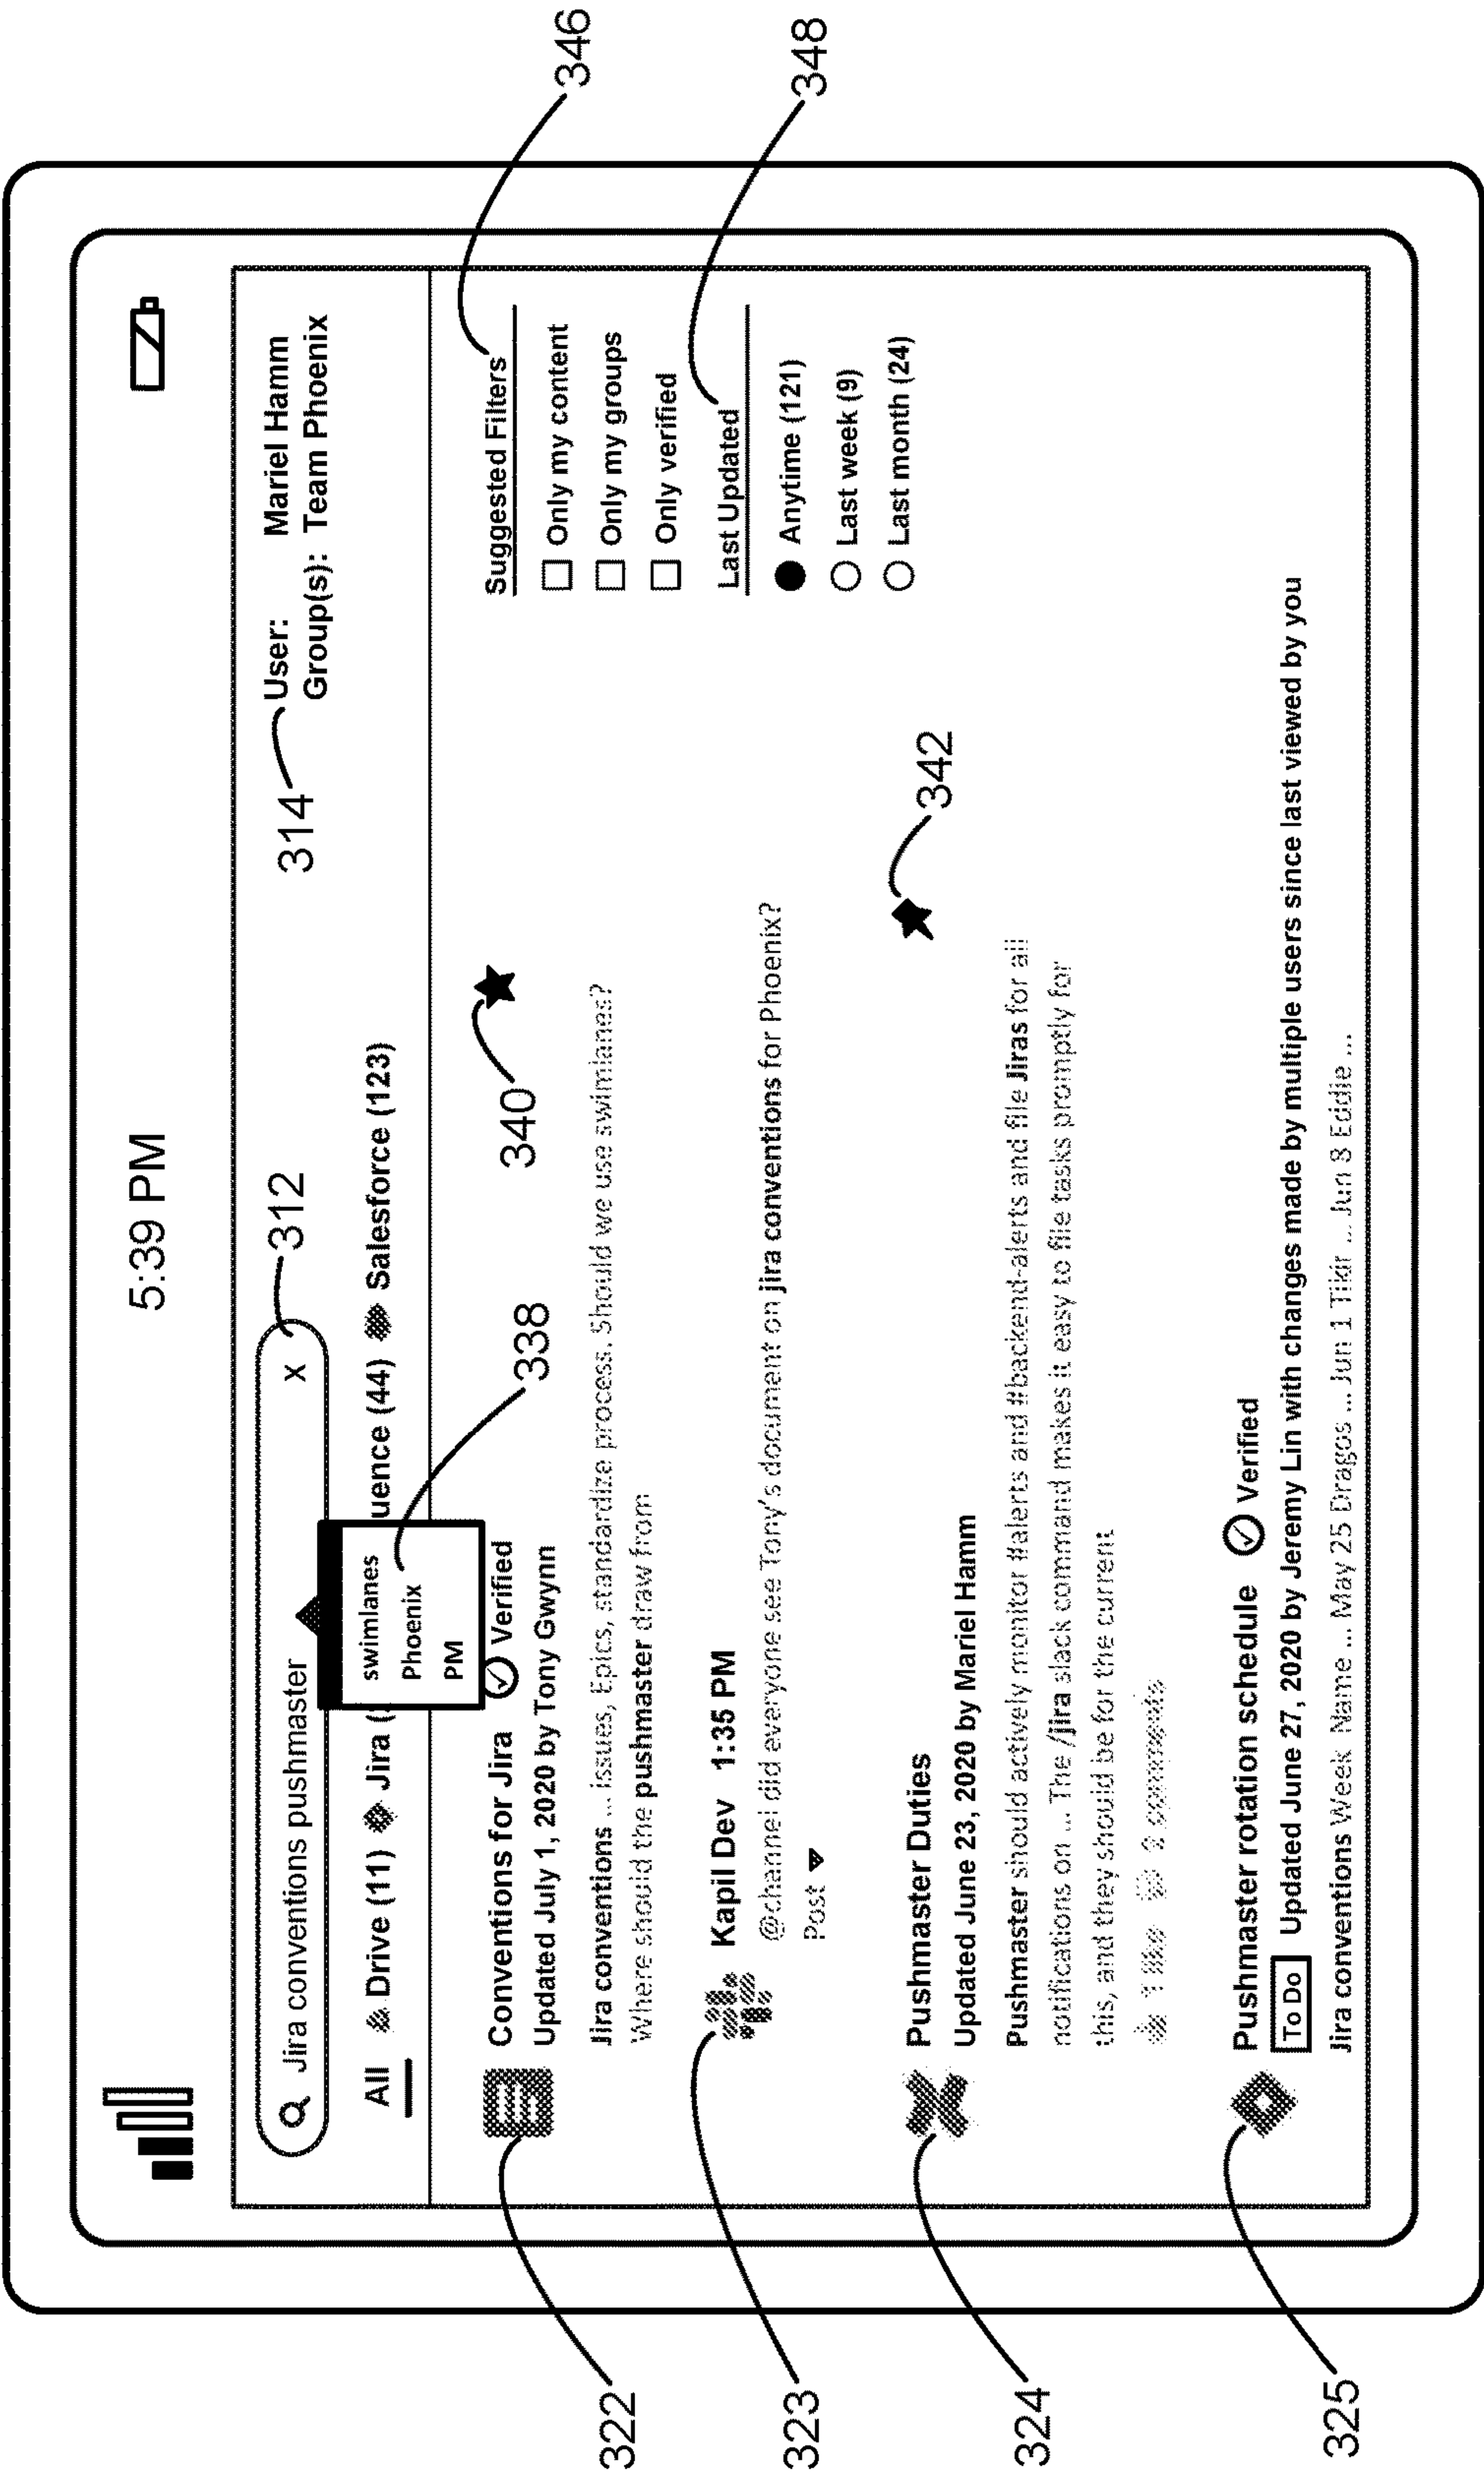 5:39 PM
Jira conventions pushmaster x
312
314
User: Mariel Hamm
Group(s): Team Phoenix
All Drive (11) Jira ( uence (44) Salesforce (123)
swimlanes
Phoenix
PM
338
322
Conventions for Jira Verified
Updated July 1, 2020 by Tony Gwynn
340
Jira conventions ... issues, Epics, standardize process. Should we use swimlanes?
Where should the pushmaster draw from
323
Kapil Dev 1:35 PM
@channel did everyone see Tony's document on jira conventions for Phoenix?
Post
324
Pushmaster Duties
342
Updated June 23, 2020 by Mariel Hamm
Pushmaster should actively monitor #alerts and #backend-alerts and file Jiras for all
notifications on ... The /jira slack command makes it easy to file tasks promptly for
this, and they should be for the current
1 like 2 comments
325
Pushmaster rotation schedule Verified
To Do Updated June 27, 2020 by Jeremy Lin with changes made by multiple users since last viewed by you
Jira conventions Week Name ... May 25 Dragos ... Jun 1 Tikir ... Jun 8 Eddie ...
346
Suggested Filters
Only my content
Only my groups
Only verified
348
Last Updated
Anytime (121)
Last week (9)
Last month (24)